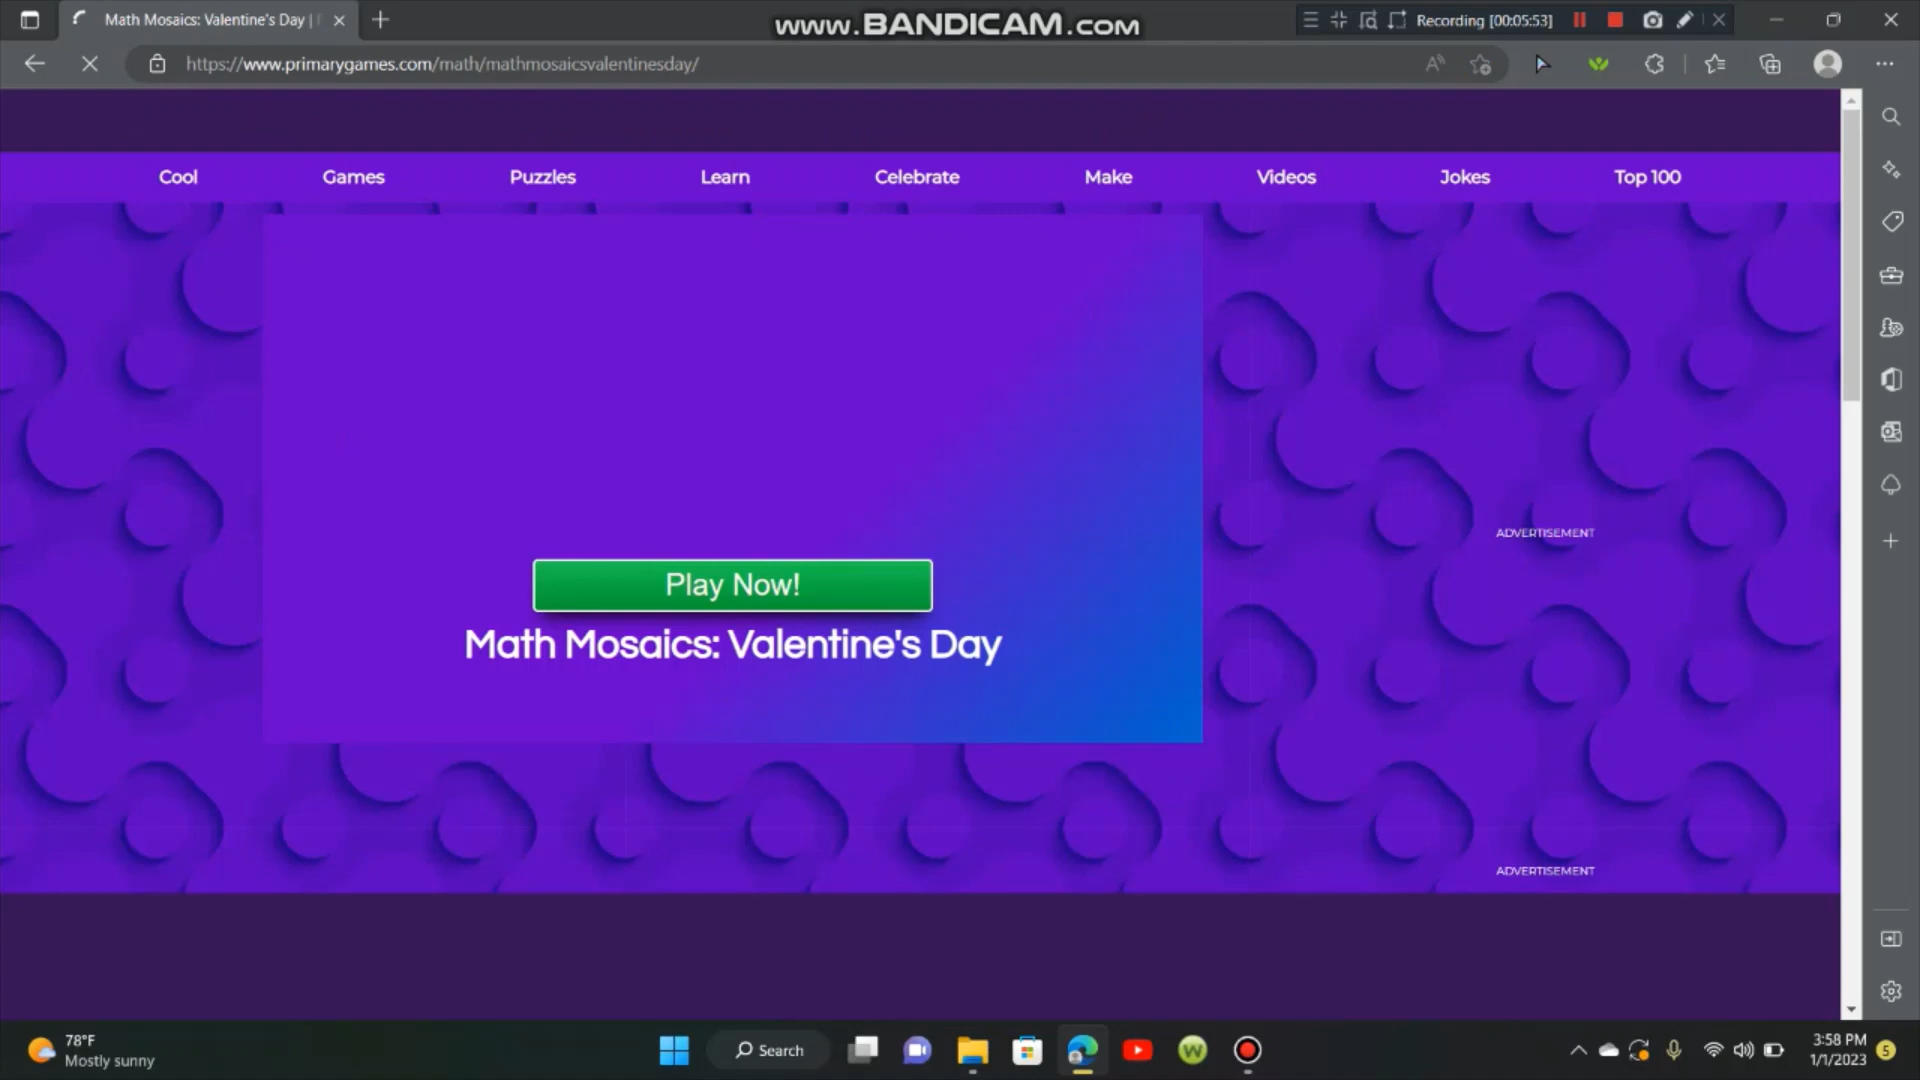 Math Mosaics: Valentine's Day |
www.BANDICAM.com
Recording [00:05:53]
https://www.primarygames.com/math/mathmosaicsvalentinesday/
Cool Games Puzzles Learn Celebrate Make Videos Jokes Top 100
ADVERTISEMENT
Play Now!
Math Mosaics: Valentine's Day
ADVERTISEMENT
78°F
Mostly sunny
Search
3:58 PM
1/1/2023
5